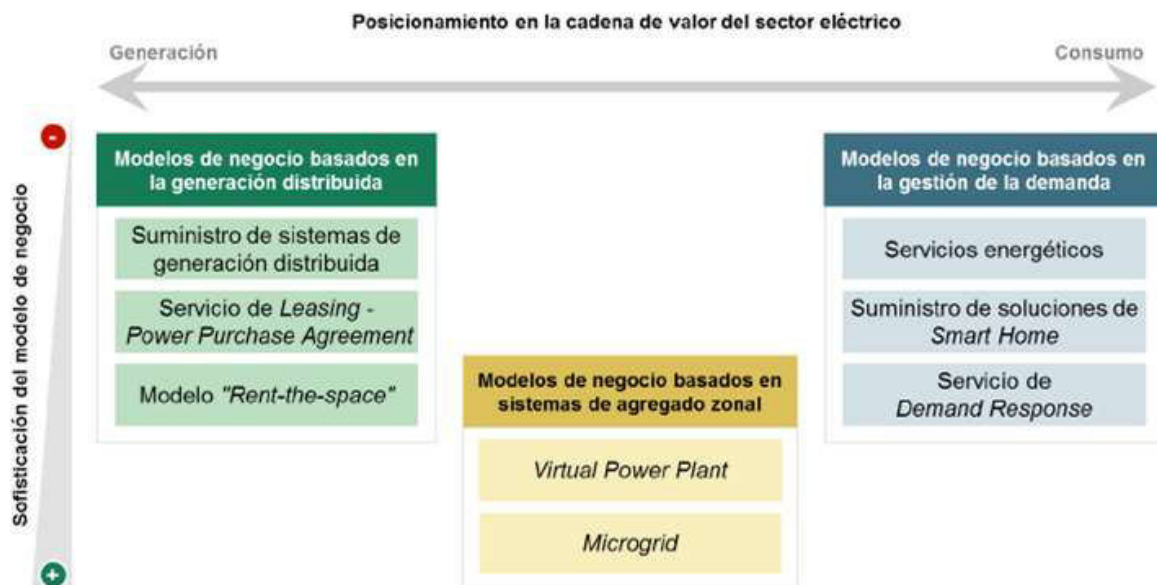 Posicionamiento en la cadena de valor del sector eléctrico
Generación
Consumo
Sofisticación del modelo de negocio
-
+
Modelos de negocio basados en
la generación distribuida
Suministro de sistemas de
generación distribuida
Servicio de Leasing -
Power Purchase Agreement
Modelo "Rent-the-space"
Modelos de negocio basados en
sistemas de agregado zonal
Virtual Power Plant
Microgrid
Modelos de negocio basados en
la gestión de la demanda
Servicios energéticos
Suministro de soluciones de
Smart Home
Servicio de
Demand Response